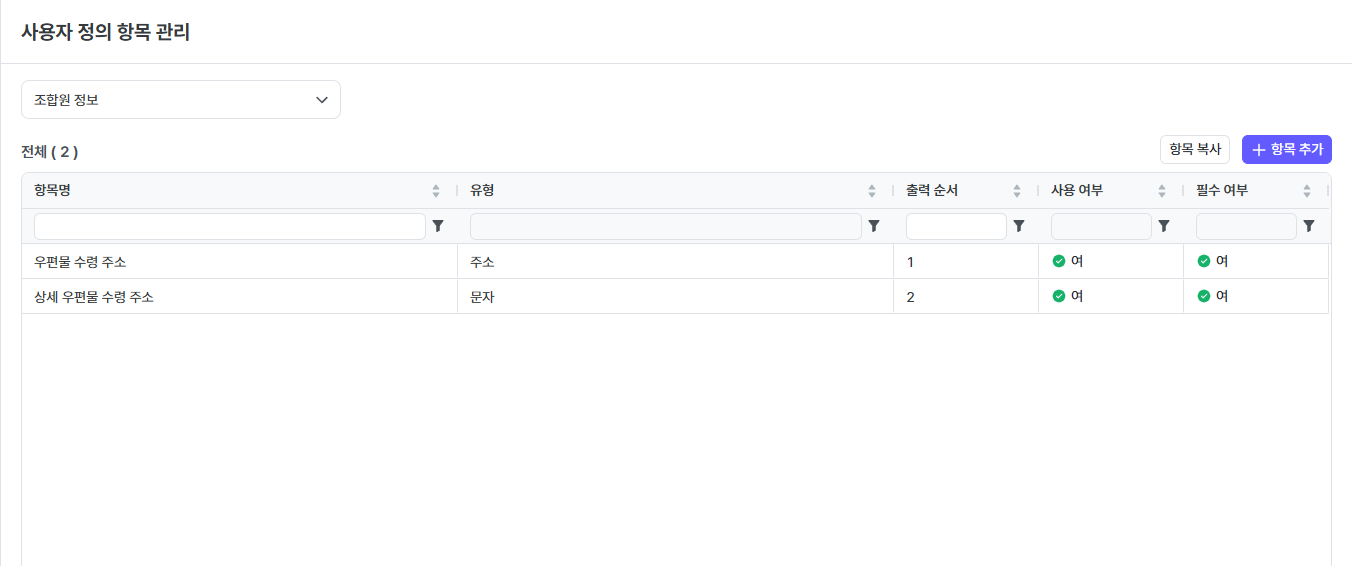 사용자 정의 항목 관리
조합원 정보
전체 ( 2 )
항목 복사
항목 추가
항목명 유형 출력 순서 사용 여부 필수 여부
우편물 수령 주소 주소 1 여 여
상세 우편물 수령 주소 문자 2 여 여